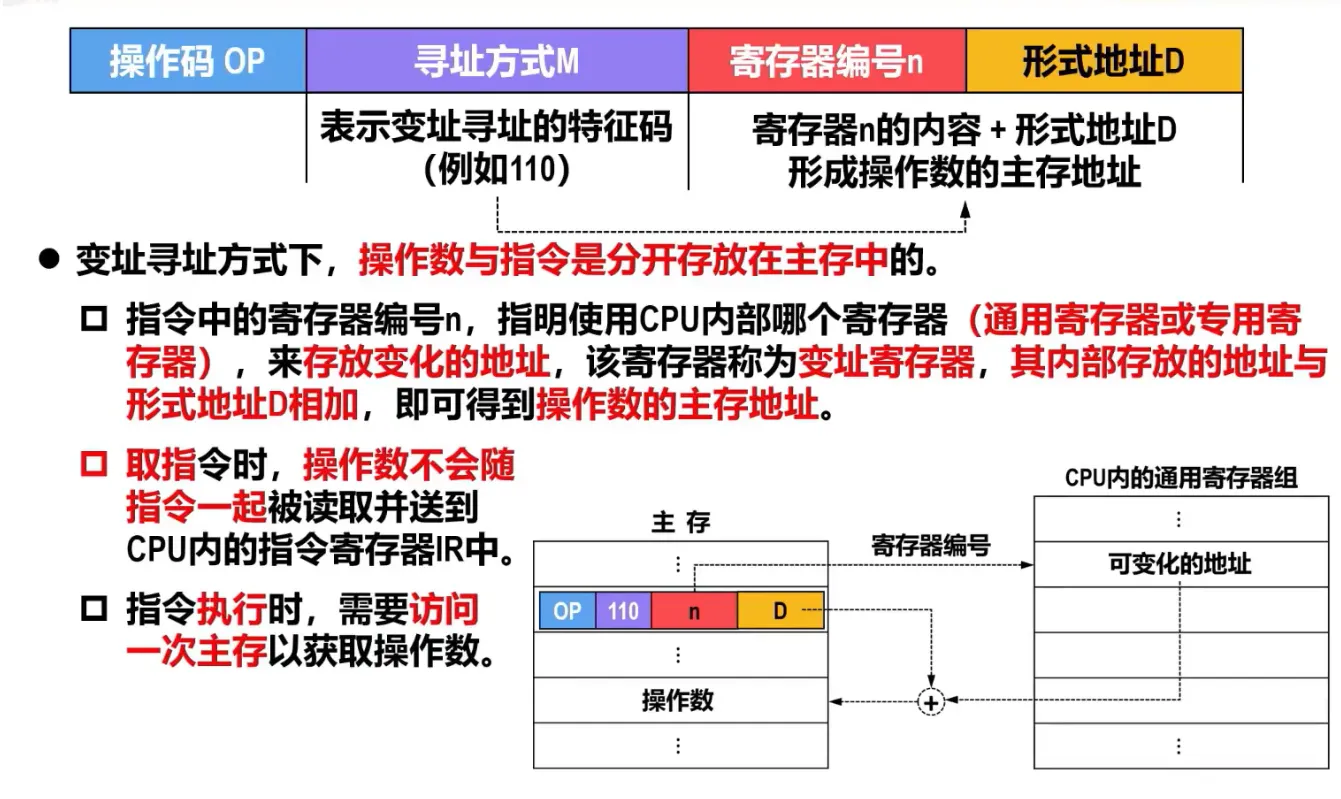 操作码 OP 寻址方式M 寄存器编号n 形式地址D
表示变址寻址的特征码
（例如110）
寄存器n的内容 + 形式地址D
形成操作数的主存地址
● 变址寻址方式下，操作数与指令是分开存放在主存中的。
指令中的寄存器编号n，指明使用CPU内部哪个寄存器（通用寄存器或专用寄
存器），来存放变化的地址，该寄存器称为变址寄存器，其内部存放的地址与
形式地址D相加，即可得到操作数的主存地址。
取指令时，操作数不会随
指令一起被读取并送到
CPU内的指令寄存器IR中。
指令执行时，需要访问
一次主存以获取操作数。
主 存
⋮
OP 110 n D
⋮
操作数
⋮
寄存器编号
+
CPU内的通用寄存器组
⋮
可变化的地址
⋮